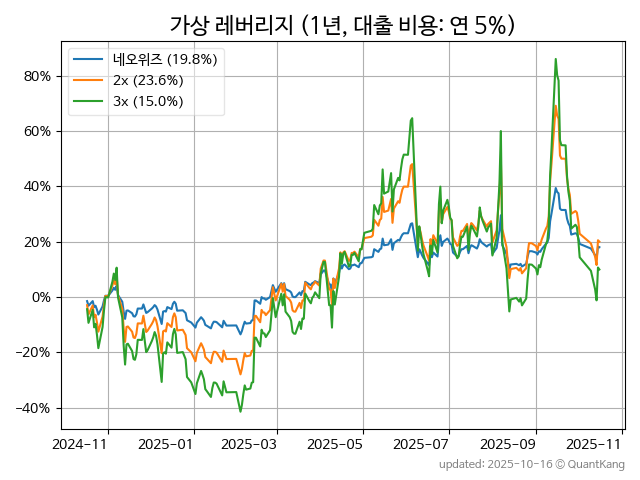 가상 레버리지 (1년, 대출 비용: 연 5%)
네오위즈 (19.8%)
2x (23.6%)
3x (15.0%)
80%
60%
40%
20%
0%
−20%
−40%
2024-11
2025-01
2025-03
2025-05
2025-07
2025-09
2025-11
updated: 2025-10-16 © QuantKang